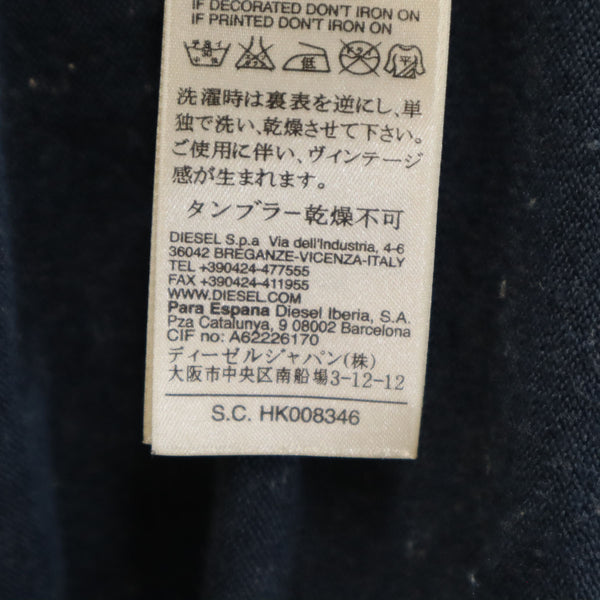 IF DECORATED DON'T IRON ON
IF PRINTED DON'T IRON ON
30
低
ドライ
平
洗濯時は裏表を逆にし、単
独で洗い、乾燥させて下さい。
ご使用に伴い、ヴィンテージ
感が生まれます。
タンブラー乾燥不可
DIESEL S.p.a Via dell'Industria, 4-6
36042 BREGANZE-VICENZA-ITALY
TEL +390424-477555
FAX +390424-411955
WWW.DIESEL.COM
Para Espana Diesel Iberia, S.A.
Pza Catalunya, 9 08002 Barcelona
CIF no: A62226170
ディーゼルジャパン(株)
大阪市中央区南船場3-12-12
S.C. HK008346